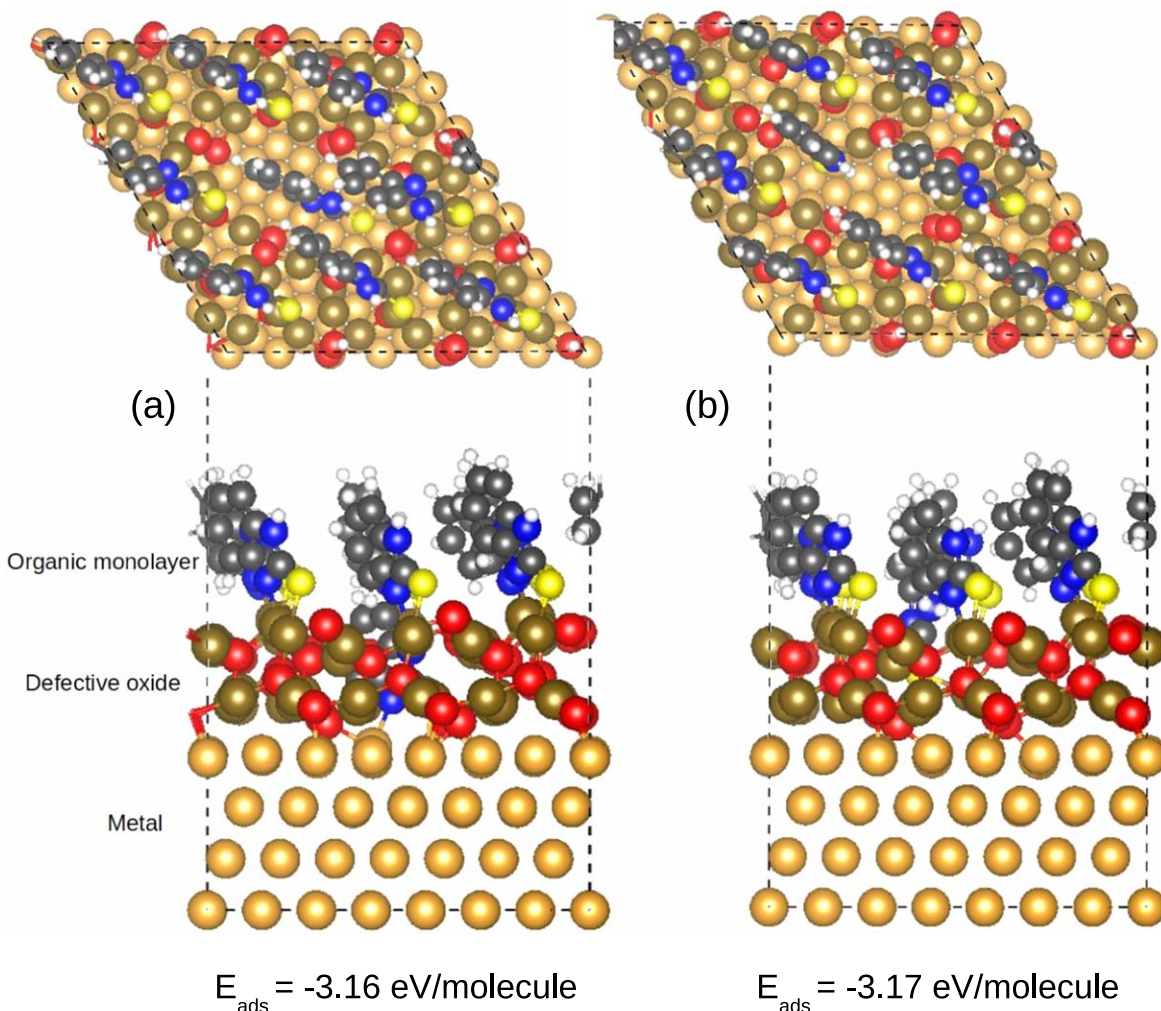 (a)
(b)
Organic monolayer
Defective oxide
Metal
E_ads = -3.16 eV/molecule
E_ads = -3.17 eV/molecule